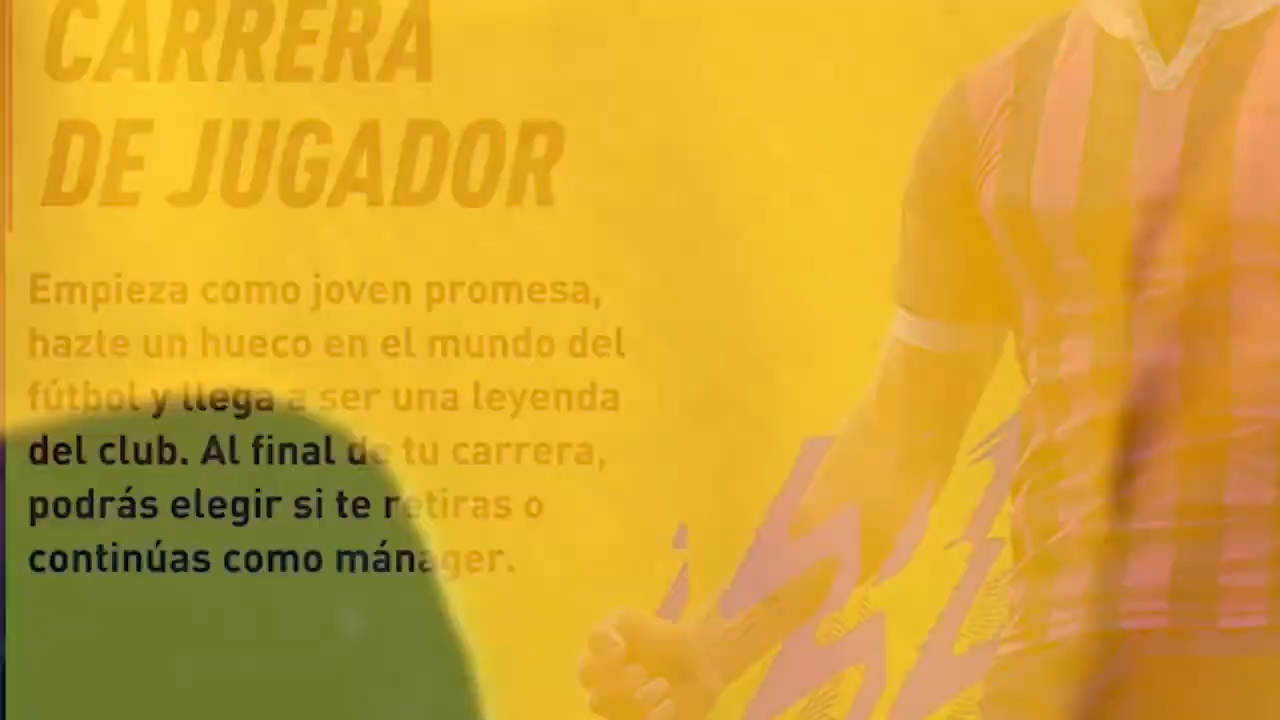 CARRERA
DE JUGADOR
Empieza como joven promesa,
hazte un hueco en el mundo del
fútbol y llega a ser una leyenda
del club. Al final de tu carrera,
podrás elegir si te retiras o
continúas como mánager.